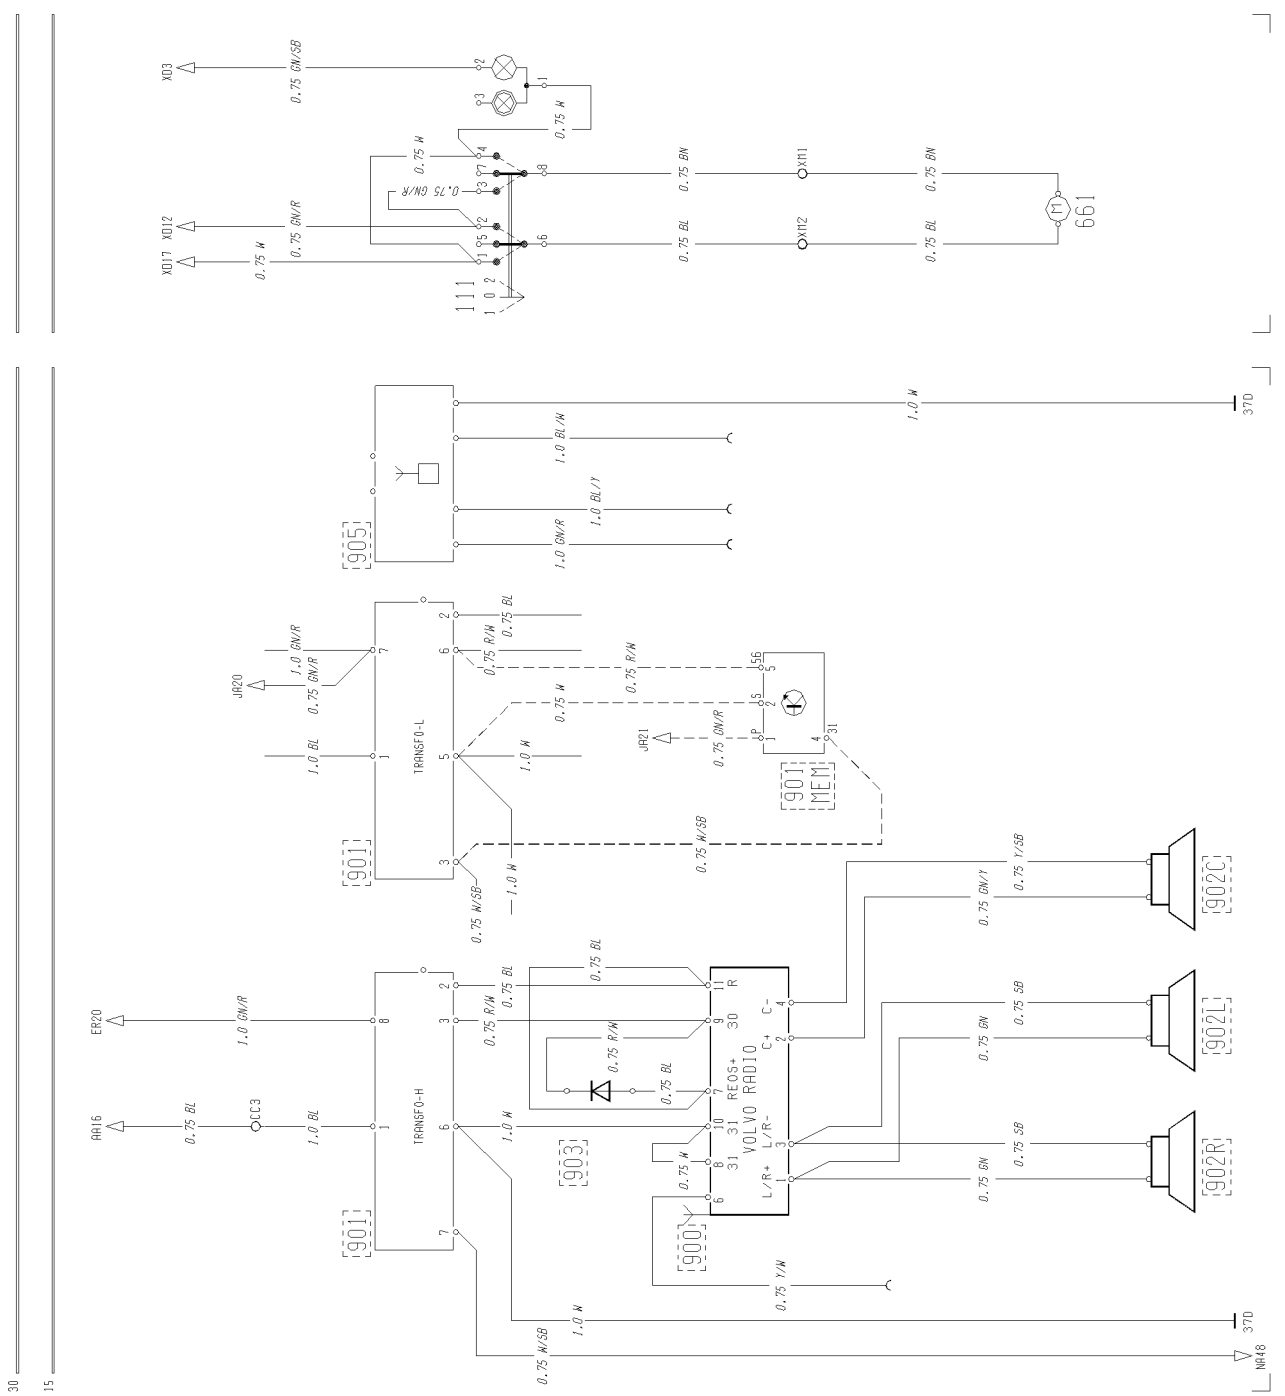 30
15
XD3
0.75 GN/SB
2
3
1
0.75 W
0.75 W
4
7
3
0.75 GN/R
8
0.75 BN
XM1
0.75 BN
XD12
0.75 GN/R
2
5
1
6
0.75 BL
XM2
0.75 BL
M
661
XD17
0.75 W
111
1 0 2
905
1.0 W
37D
1.0 BL/W
1.0 BL/Y
1.0 GN/R
JA20
1.0 GN/R
0.75 GN/R
7
1.0 BL
1
TRANSFO-L
901
2
0.75 BL
6
0.75 R/W
0.75 R/W
5
0.75 W
1.0 W
3
0.75 W/SB
1.0 W
0.75 W/SB
JA21
0.75 GN/R
56
5
S
2
P
1
4
31
901
MEM
ER20
1.0 GN/R
8
AA16
0.75 BL
CC3
1.0 BL
1
TRANSFO-H
901
2
0.75 BL
3
0.75 R/W
6
1.0 W
7
0.75 W/SB
1.0 W
37D
NA48
0.75 BL
0.75 R/W
0.75 BL
903
0.75 W
11
R
9
30
7
REOS+
10
31
8
31
6
VOLVO RADIO
C-
4
C+
2
L/R-
3
L/R+
1
900
0.75 Y/W
0.75 Y/SB
0.75 GN/Y
902C
0.75 SB
0.75 GN
902L
0.75 SB
0.75 GN
902R